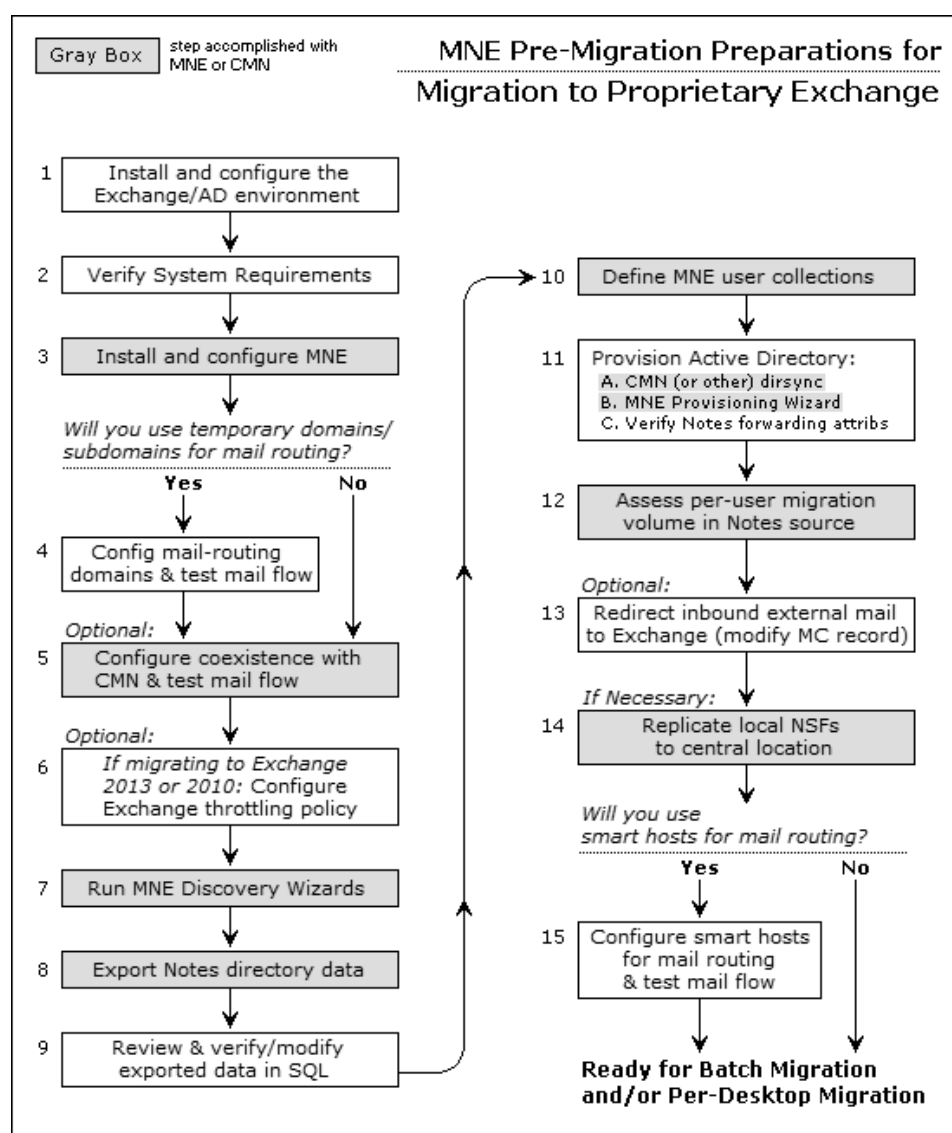 Gray Box
step accomplished with
MNE or CMN
MNE Pre-Migration Preparations for
Migration to Proprietary Exchange
1
Install and configure the
Exchange/AD environment
2
Verify System Requirements
3
Install and configure MNE
Will you use temporary domains/
subdomains for mail routing?
Yes
No
4
Config mail-routing
domains & test mail flow
Optional:
5
Configure coexistence with
CMN & test mail flow
Optional:
6
If migrating to Exchange
2013 or 2010: Configure
Exchange throttling policy
7
Run MNE Discovery Wizards
8
Export Notes directory data
9
Review & verify/modify
exported data in SQL
10
Define MNE user collections
11
Provision Active Directory:
A. CMN (or other) dirsync
B. MNE Provisioning Wizard
C. Verify Notes forwarding attribs
12
Assess per-user migration
volume in Notes source
Optional:
13
Redirect inbound external mail
to Exchange (modify MC record)
If Necessary:
14
Replicate local NSFs
to central location
Will you use
smart hosts for mail routing?
Yes
No
15
Configure smart hosts
for mail routing
& test mail flow
Ready for Batch Migration
and/or Per-Desktop Migration